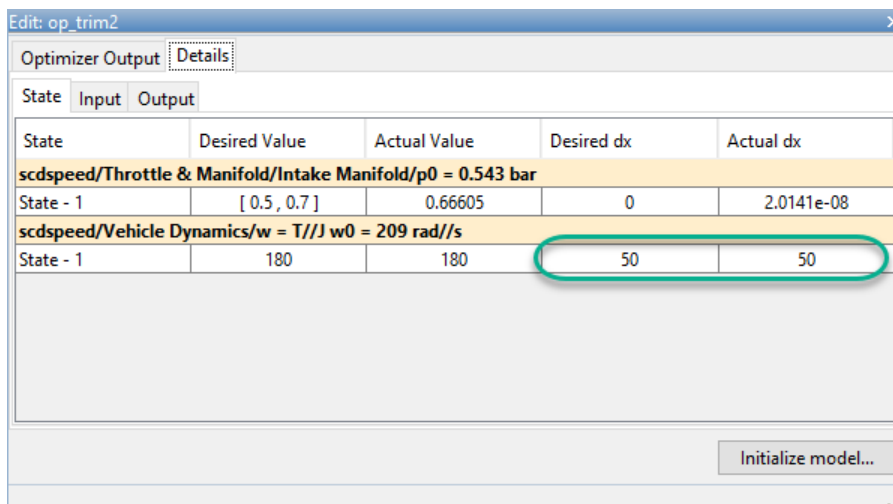 Edit: op_trim2
Optimizer Output Details
State Input Output
State Desired Value Actual Value Desired dx Actual dx
scdspeed/Throttle & Manifold/Intake Manifold/p0 = 0.543 bar
State - 1 [ 0.5 , 0.7 ] 0.66605 0 2.0141e-08
scdspeed/Vehicle Dynamics/w = T//J w0 = 209 rad//s
State - 1 180 180 50 50
Initialize model...